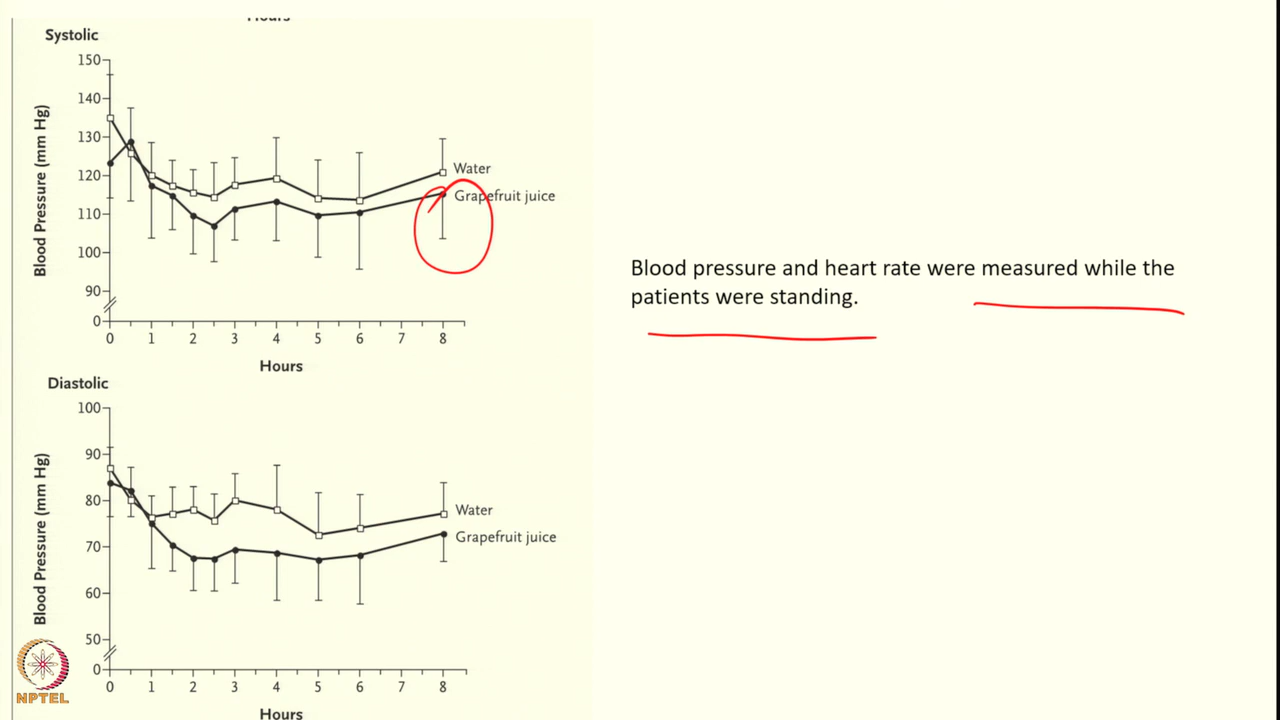 Hours
Systolic
150
140
130
120
110
100
90
0
Blood Pressure (mm Hg)
Water
Grapefruit juice
0 1 2 3 4 5 6 7 8
Hours
Blood pressure and heart rate were measured while the
patients were standing.
Diastolic
100
90
80
70
60
50
0
Blood Pressure (mm Hg)
Water
Grapefruit juice
0 1 2 3 4 5 6 7 8
Hours
NPTEL